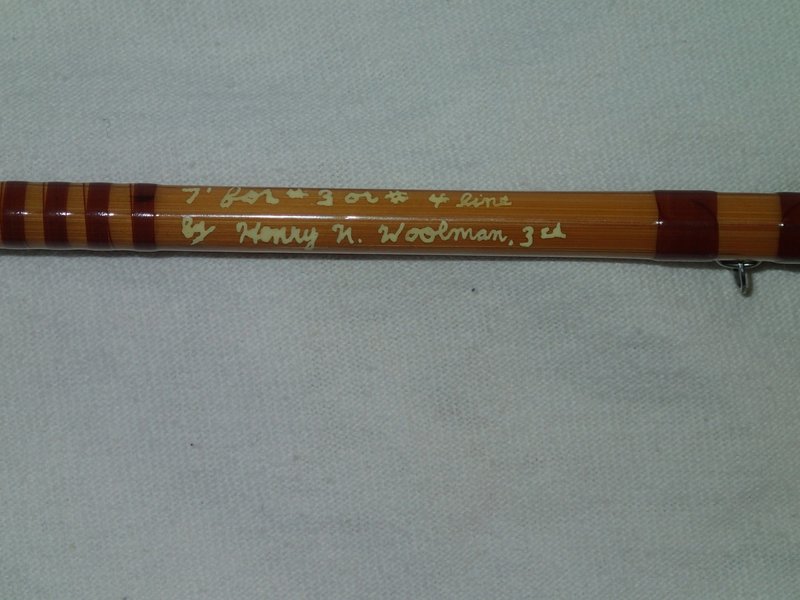 7' for # 3 or # 4 line
by Henry N. Woolman, 3rd